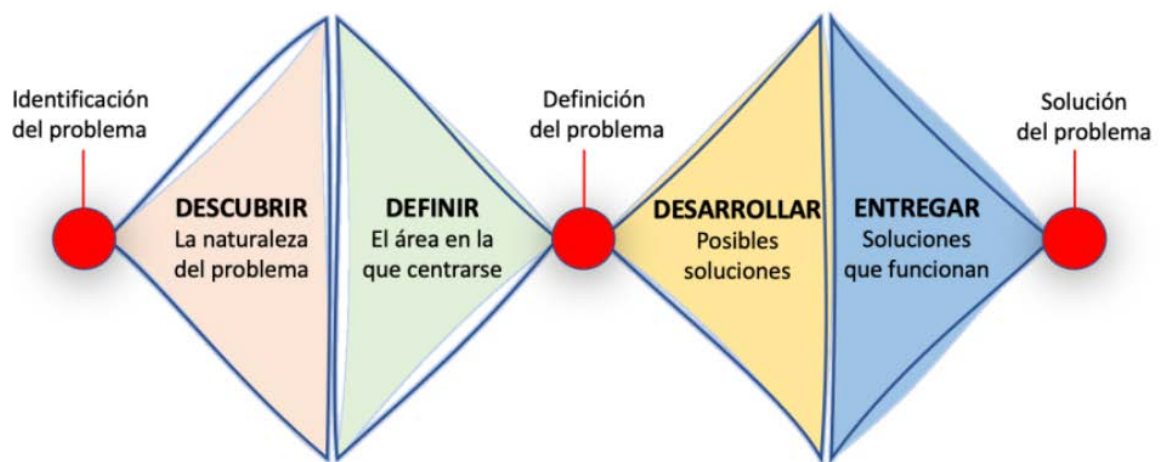 Identificación
del problema
Definición
del problema
Solución
del problema
DESCUBRIR
La naturaleza
del problema
DEFINIR
El área en la
que centrarse
DESARROLLAR
Posibles
soluciones
ENTREGAR
Soluciones
que funcionan